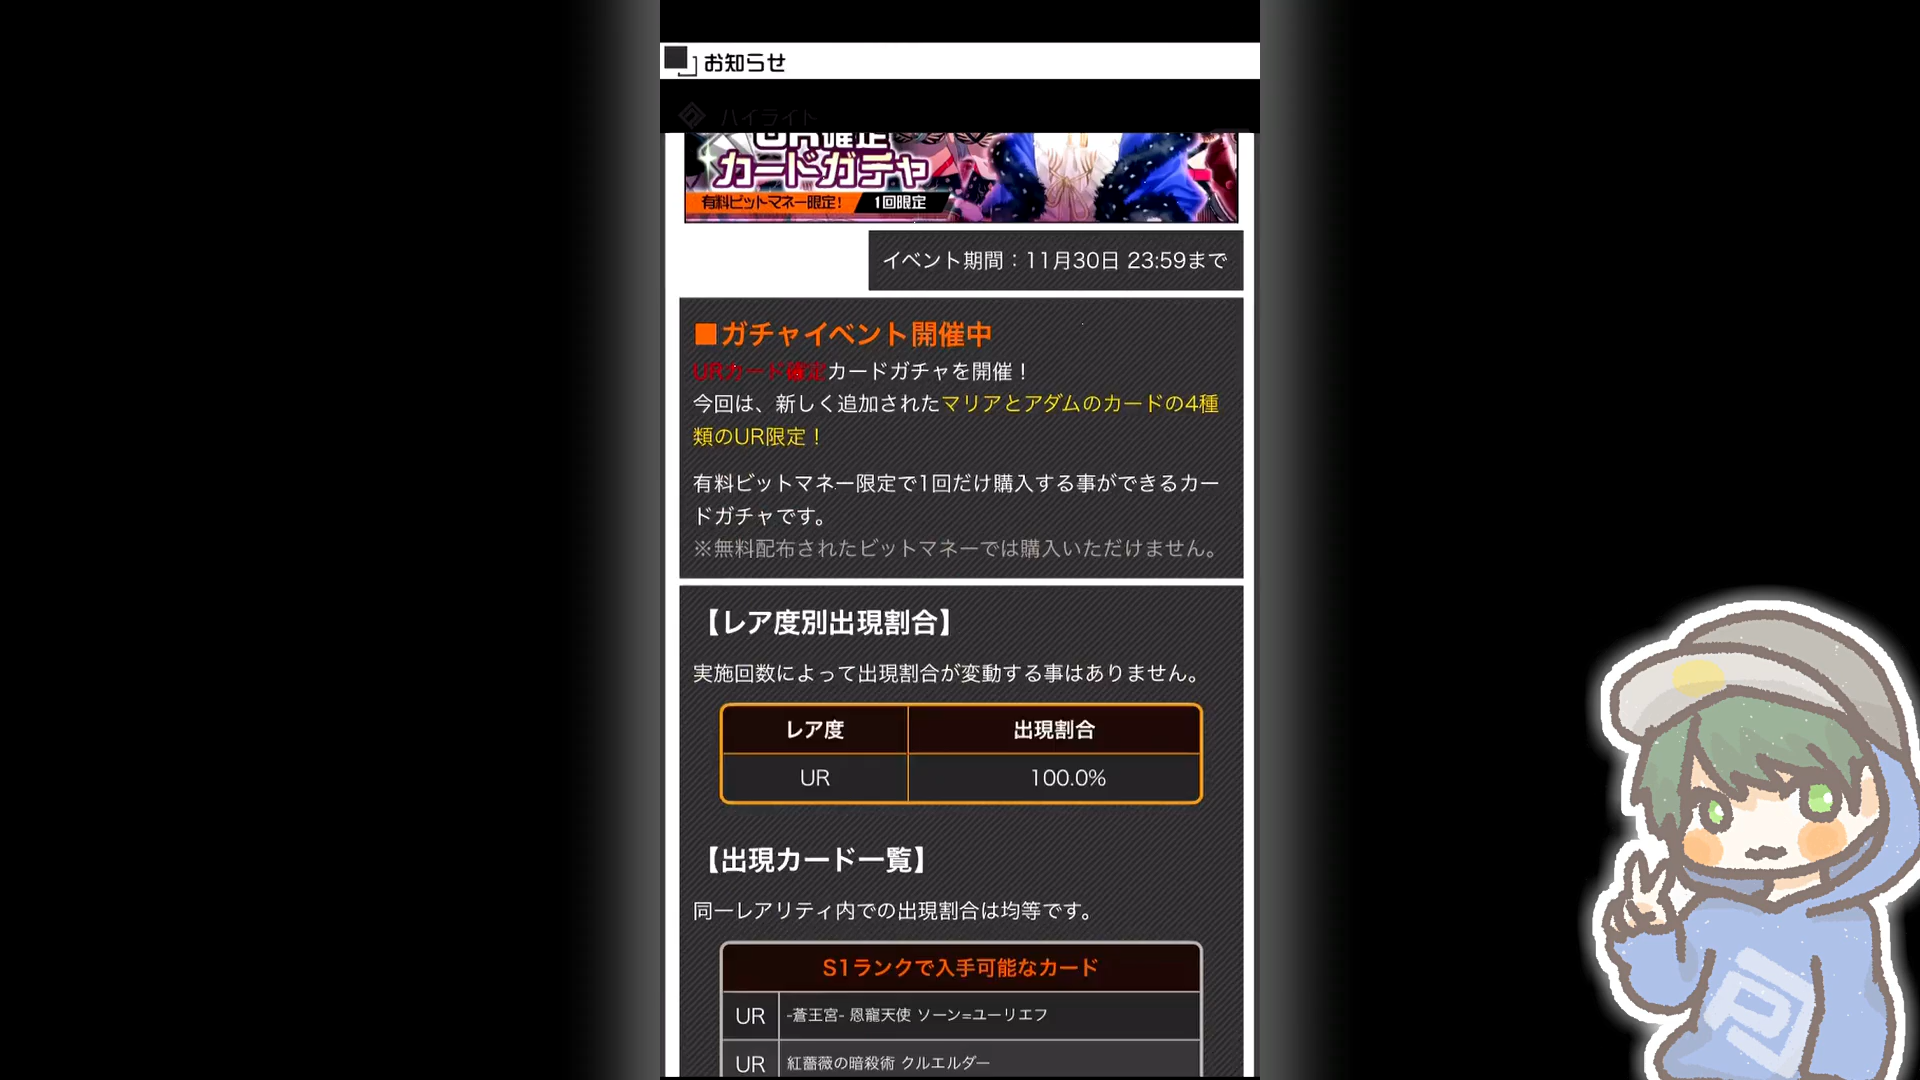 お知らせ
ハイライト
UR確定
カードガチャ
有料ビットマネー限定! 1回限定
イベント期間：11月30日 23:59まで
■ガチャイベント開催中
URカード確定カードガチャを開催！
今回は、新しく追加されたマリアとアダムのカードの4種
類のUR限定！
有料ビットマネー限定で1回だけ購入する事ができるカー
ドガチャです。
※無料配布されたビットマネーでは購入いただけません。
【レア度別出現割合】
実施回数によって出現割合が変動する事はありません。
レア度 出現割合
UR 100.0%
【出現カード一覧】
同一レアリティ内での出現割合は均等です。
S1ランクで入手可能なカード
UR -蒼王宮- 恩寵天使 ソーン=ユーリエフ
UR 紅薔薇の暗殺術 クルエルダー